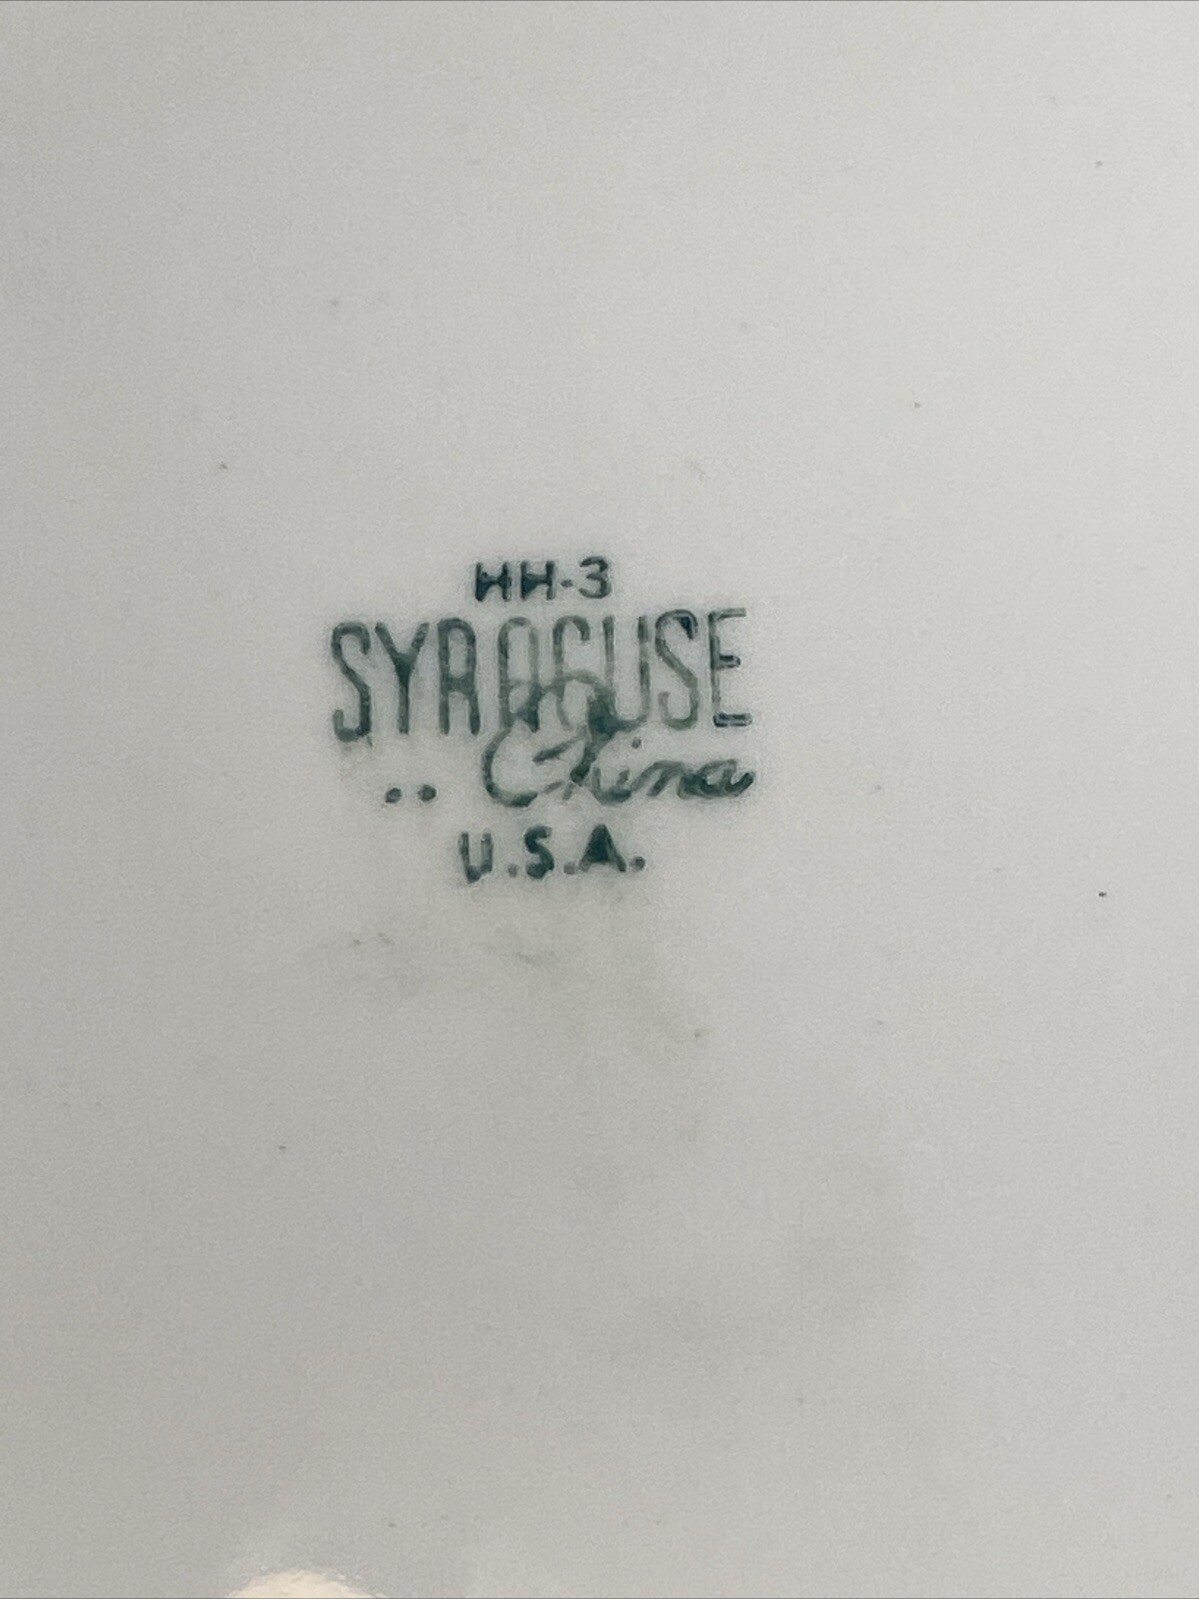 HH-3
SYRACUSE
.. China
U.S.A.